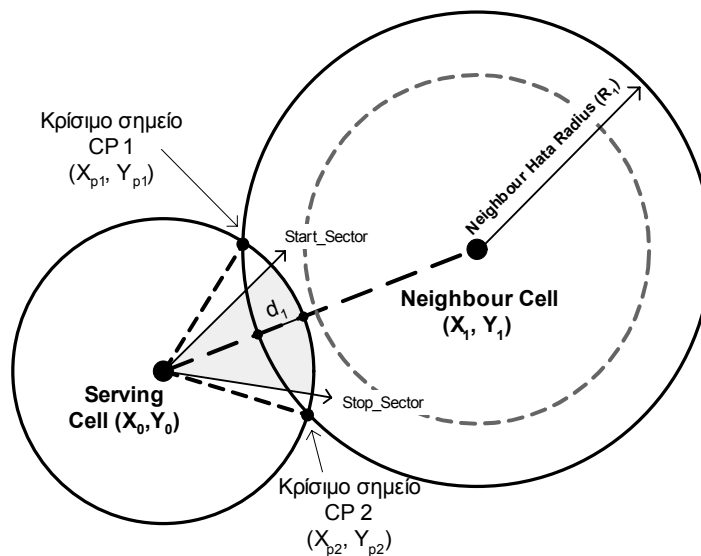 Κρίσιμο σημείο
CP 1
(Xp1, Yp1)
Start_Sector
Neighbour Hata Radius (R1)
d1
Neighbour Cell
(X1, Y1)
Serving
Cell (X0,Y0)
Stop_Sector
Κρίσιμο σημείο
CP 2
(Xp2, Yp2)